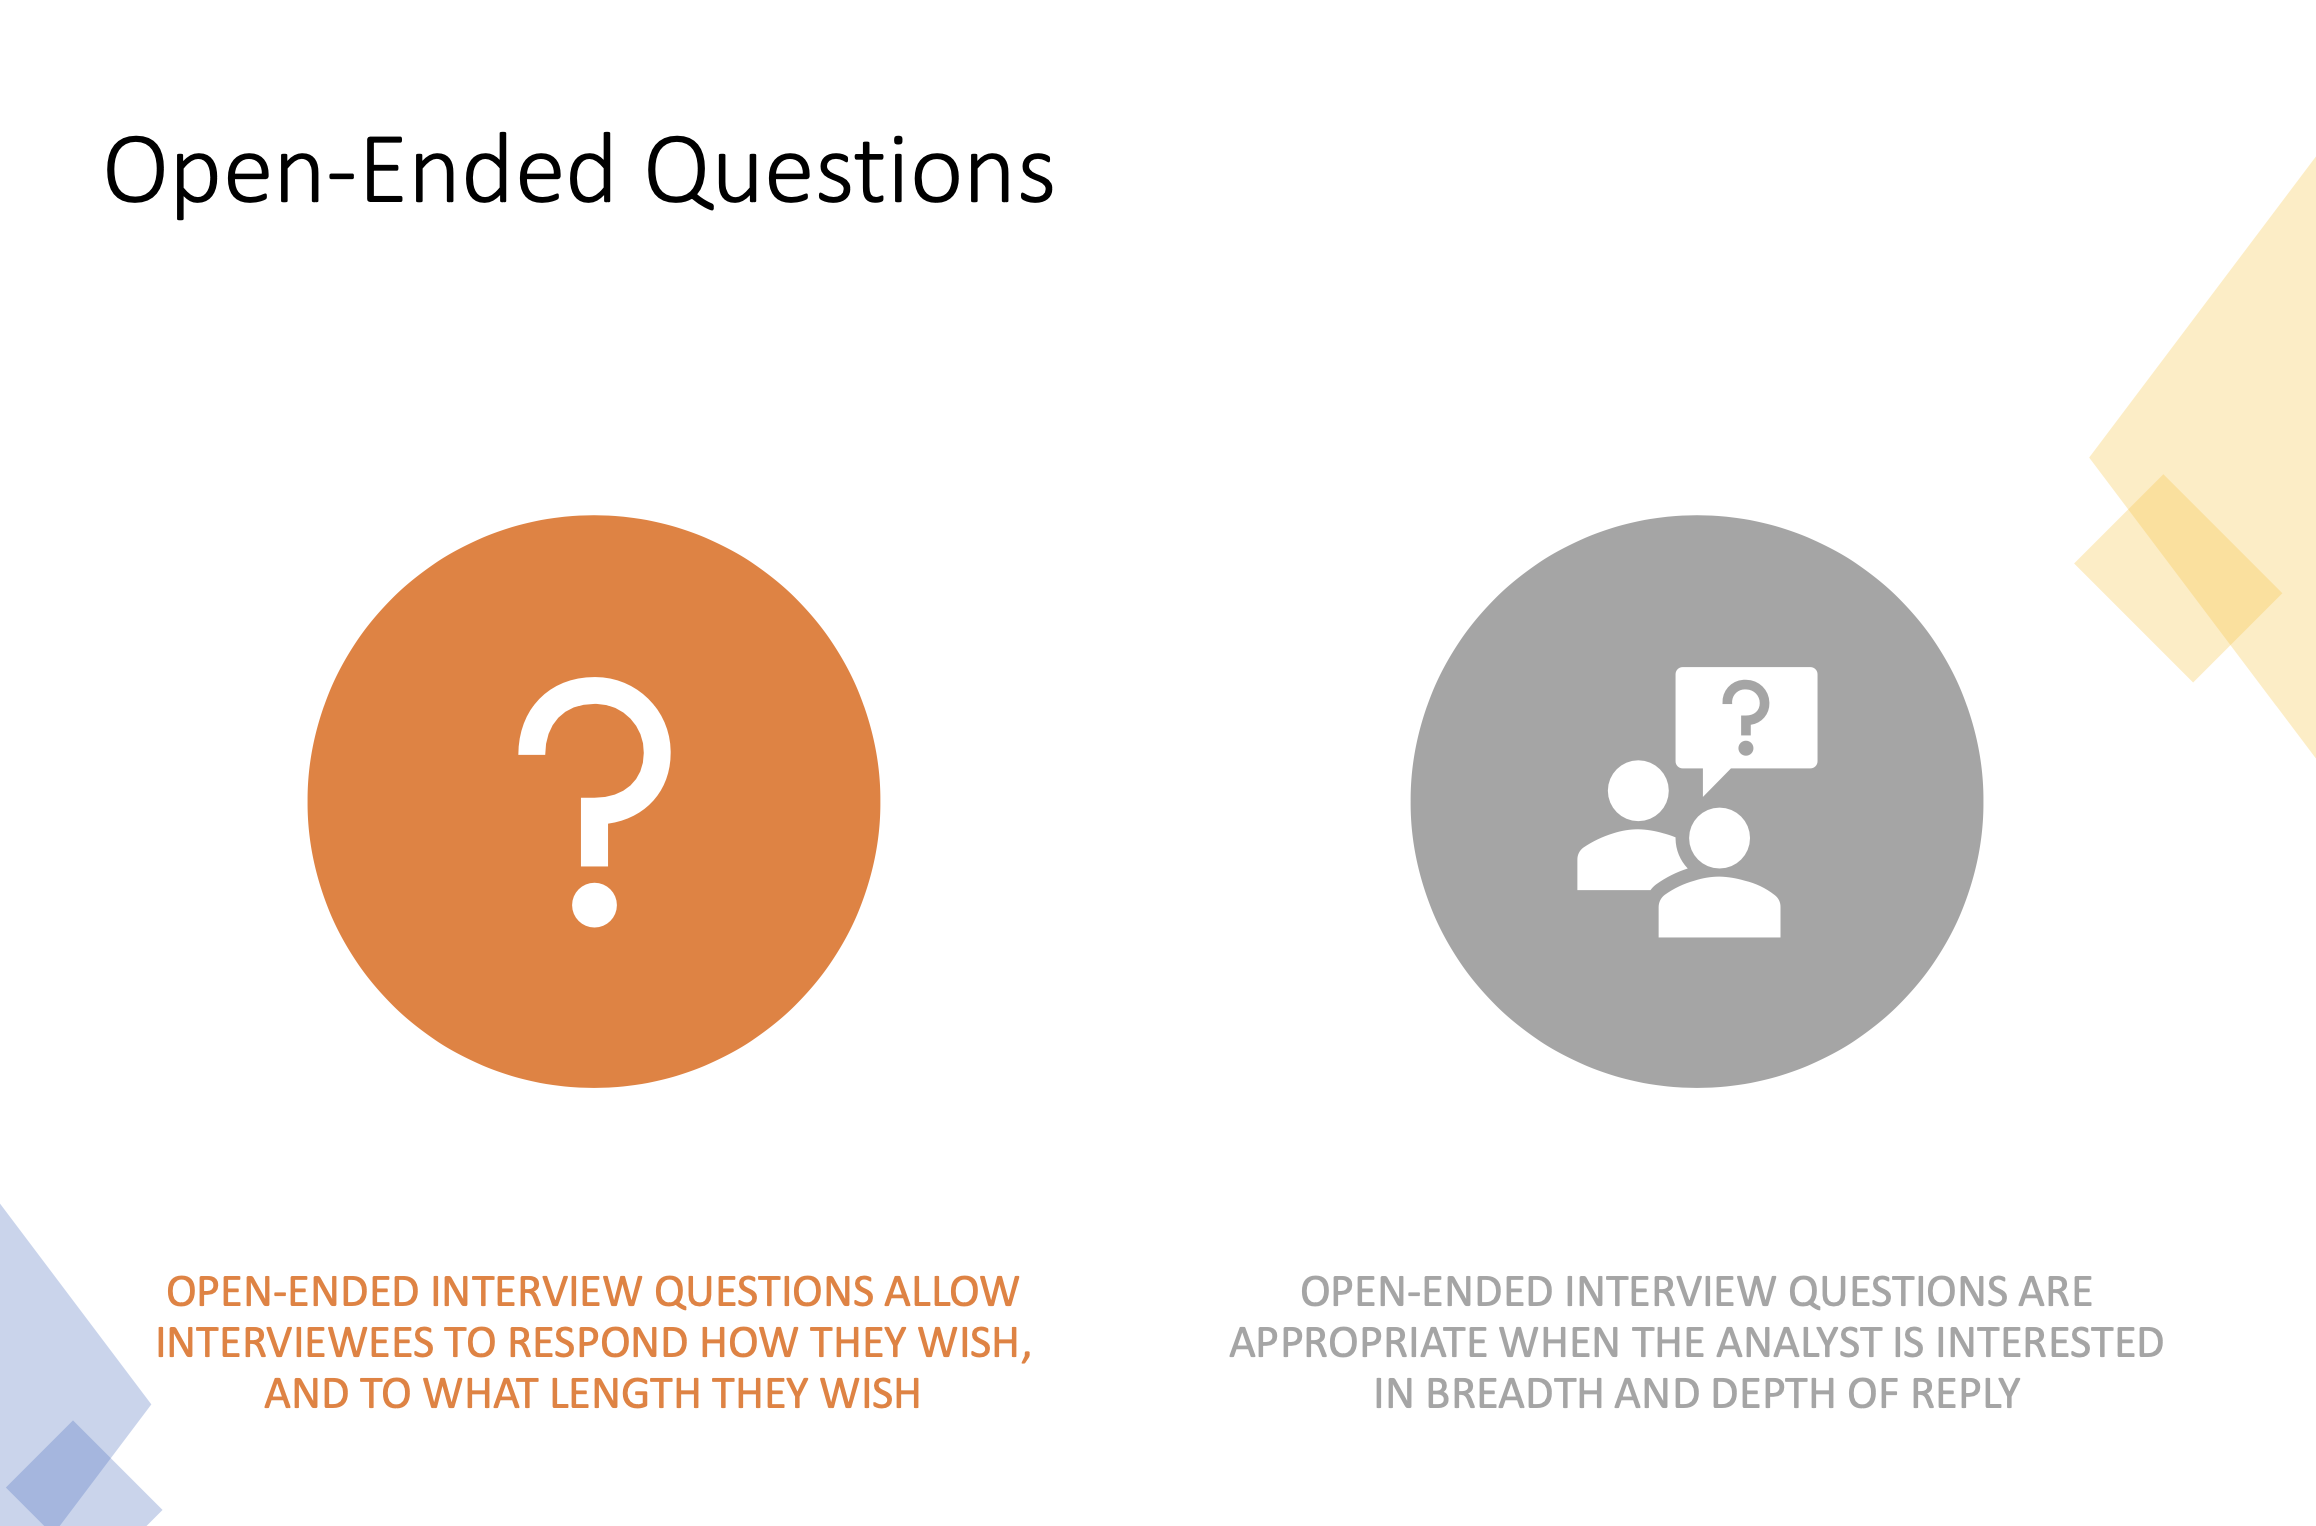 Open-Ended Questions
?
?
OPEN-ENDED INTERVIEW QUESTIONS ALLOW
INTERVIEWEES TO RESPOND HOW THEY WISH,
AND TO WHAT LENGTH THEY WISH
OPEN-ENDED INTERVIEW QUESTIONS ARE
APPROPRIATE WHEN THE ANALYST IS INTERESTED
IN BREADTH AND DEPTH OF REPLY